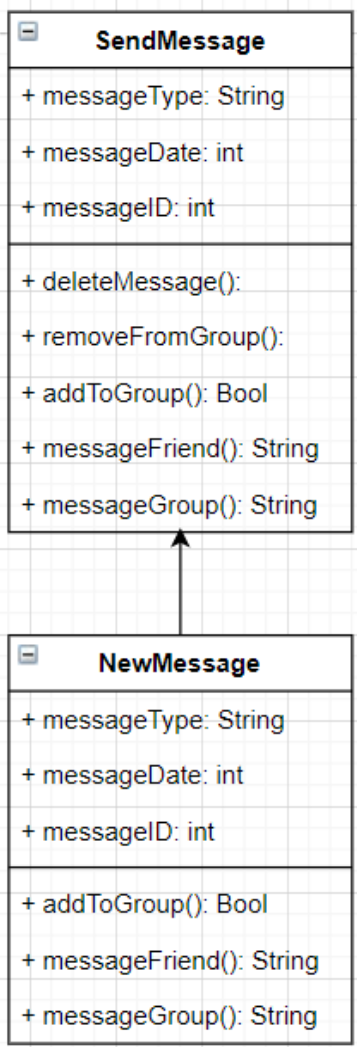 SendMessage
+ messageType: String
+ messageDate: int
+ messageID: int
+ deleteMessage():
+ removeFromGroup():
+ addToGroup(): Bool
+ messageFriend(): String
+ messageGroup(): String
NewMessage
+ messageType: String
+ messageDate: int
+ messageID: int
+ addToGroup(): Bool
+ messageFriend(): String
+ messageGroup(): String